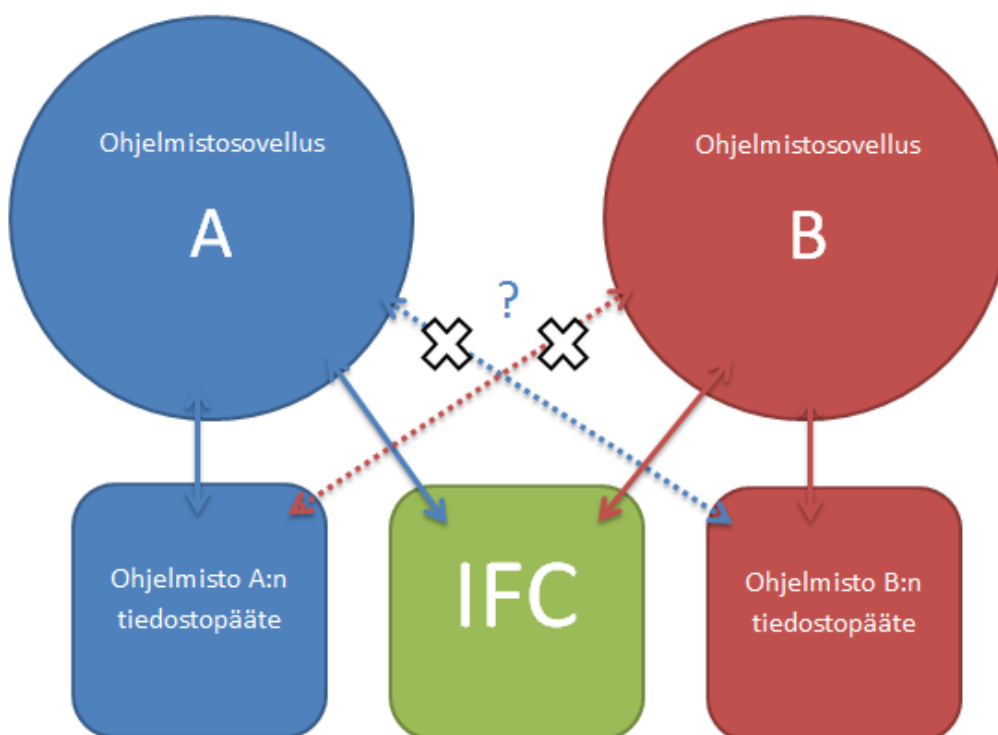 Ohjelmistosovellus
A
Ohjelmistosovellus
B
?
Ohjelmisto A:n
tiedostopääte
IFC
Ohjelmisto B:n
tiedostopääte